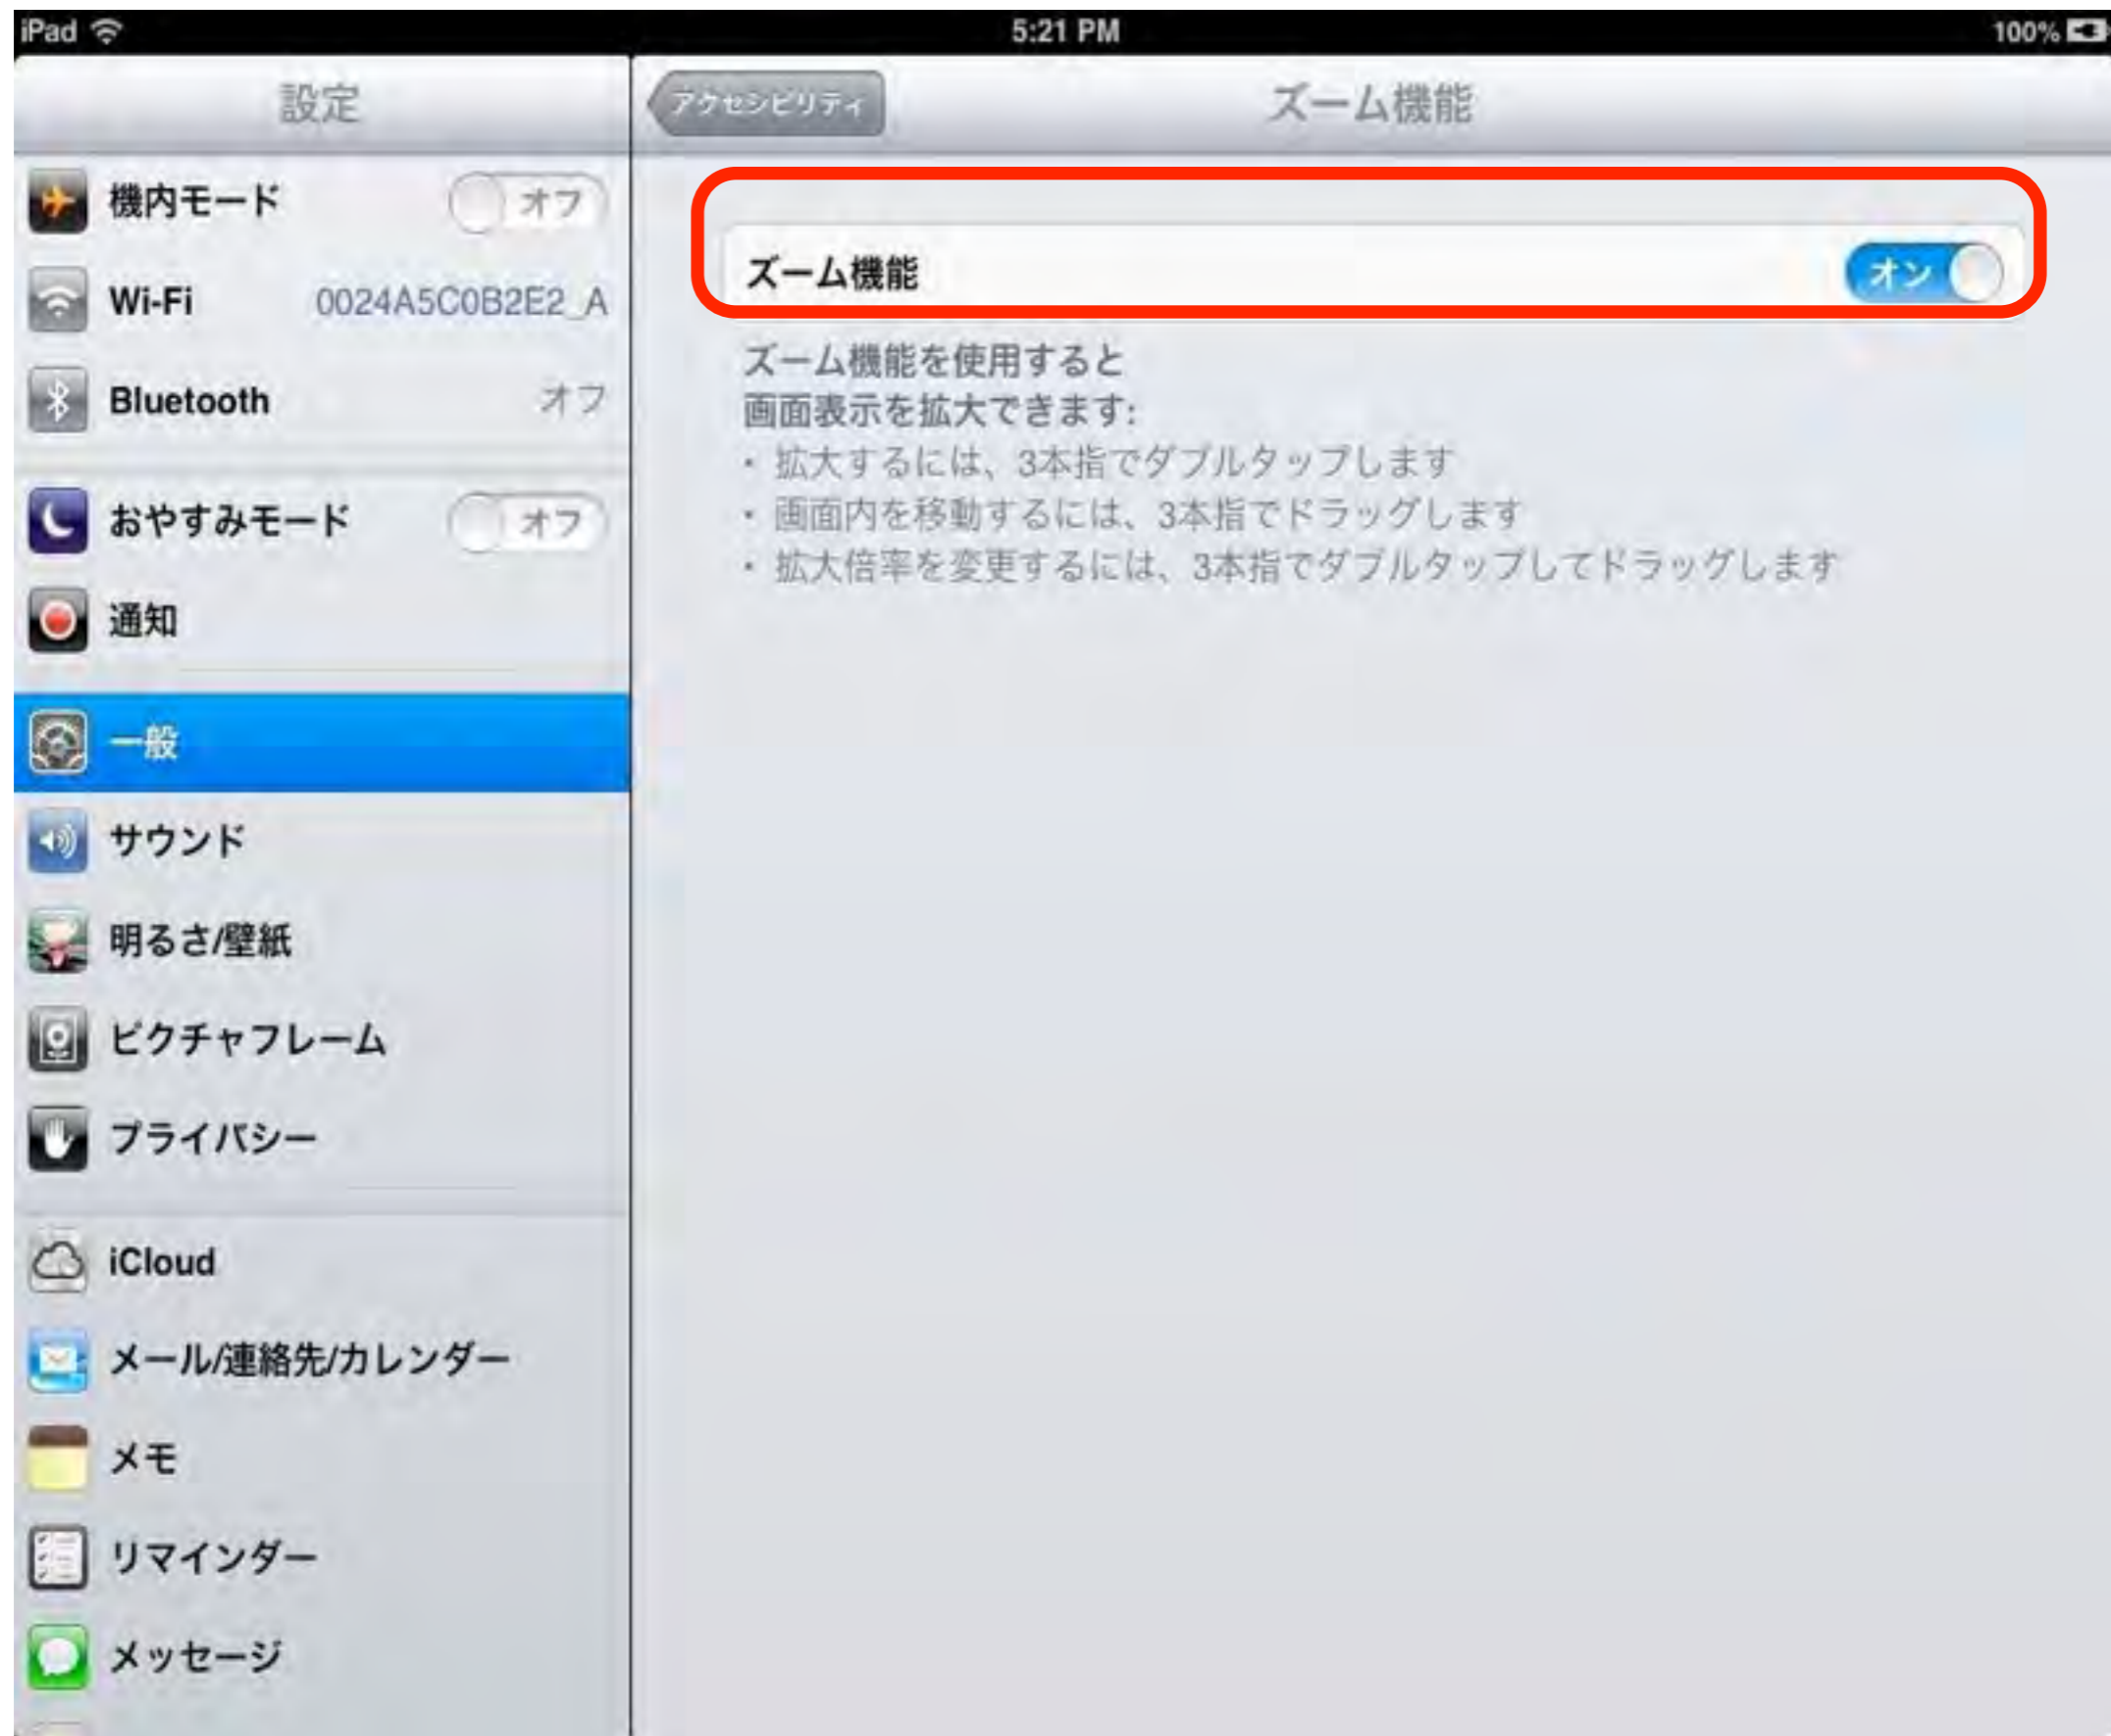 iPad
5:21 PM
100%
設定
機内モード
オフ
Wi-Fi
0024A5C0B2E2_A
Bluetooth
オフ
おやすみモード
オフ
通知
一般
サウンド
明るさ/壁紙
ピクチャフレーム
プライバシー
iCloud
メール/連絡先/カレンダー
メモ
リマインダー
メッセージ
アクセシビリティ
ズーム機能
ズーム機能
オン
ズーム機能を使用すると
画面表示を拡大できます:
• 拡大するには、3本指でダブルタップします
• 画面内を移動するには、3本指でドラッグします
• 拡大倍率を変更するには、3本指でダブルタップしてドラッグします